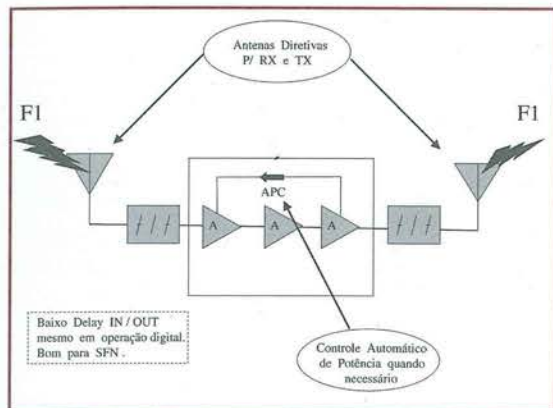 Antenas Diretivas
P/ RX e TX
F1
F1
APC
A
A
A
Baixo Delay IN / OUT
mesmo em operação digital.
Bom para SFN .
Controle Automático
de Potência quando
necessário